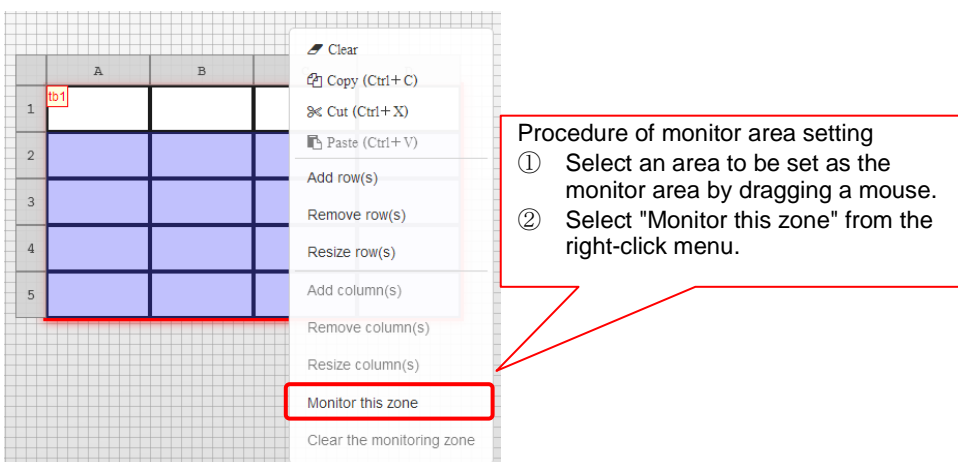 A B
1 tb1
2
3
4
5
Clear
Copy (Ctrl+C)
Cut (Ctrl+X)
Paste (Ctrl+V)
Add row(s)
Remove row(s)
Resize row(s)
Add column(s)
Remove column(s)
Resize column(s)
Monitor this zone
Clear the monitoring zone
Procedure of monitor area setting
① Select an area to be set as the
monitor area by dragging a mouse.
② Select "Monitor this zone" from the
right-click menu.